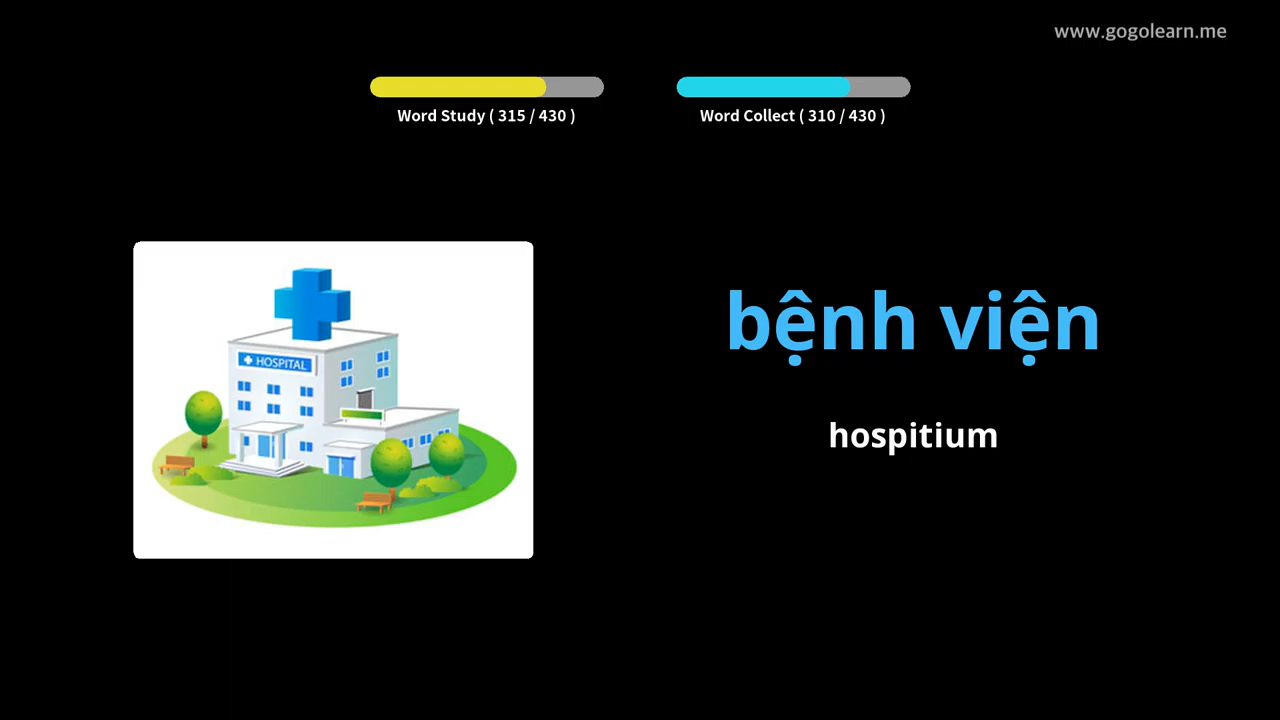 www.gogolearn.me
Word Study ( 315 / 430 )
Word Collect ( 310 / 430 )
HOSPITAL
bệnh viện
hospitium